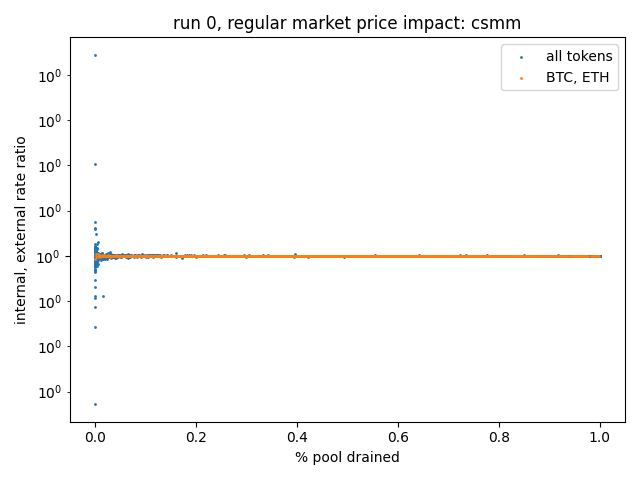 run 0, regular market price impact: csmm
all tokens
BTC, ETH
internal, external rate ratio
10⁰
10⁰
10⁰
10⁰
10⁰
10⁰
10⁰
10⁰
0.0 0.2 0.4 0.6 0.8 1.0
% pool drained